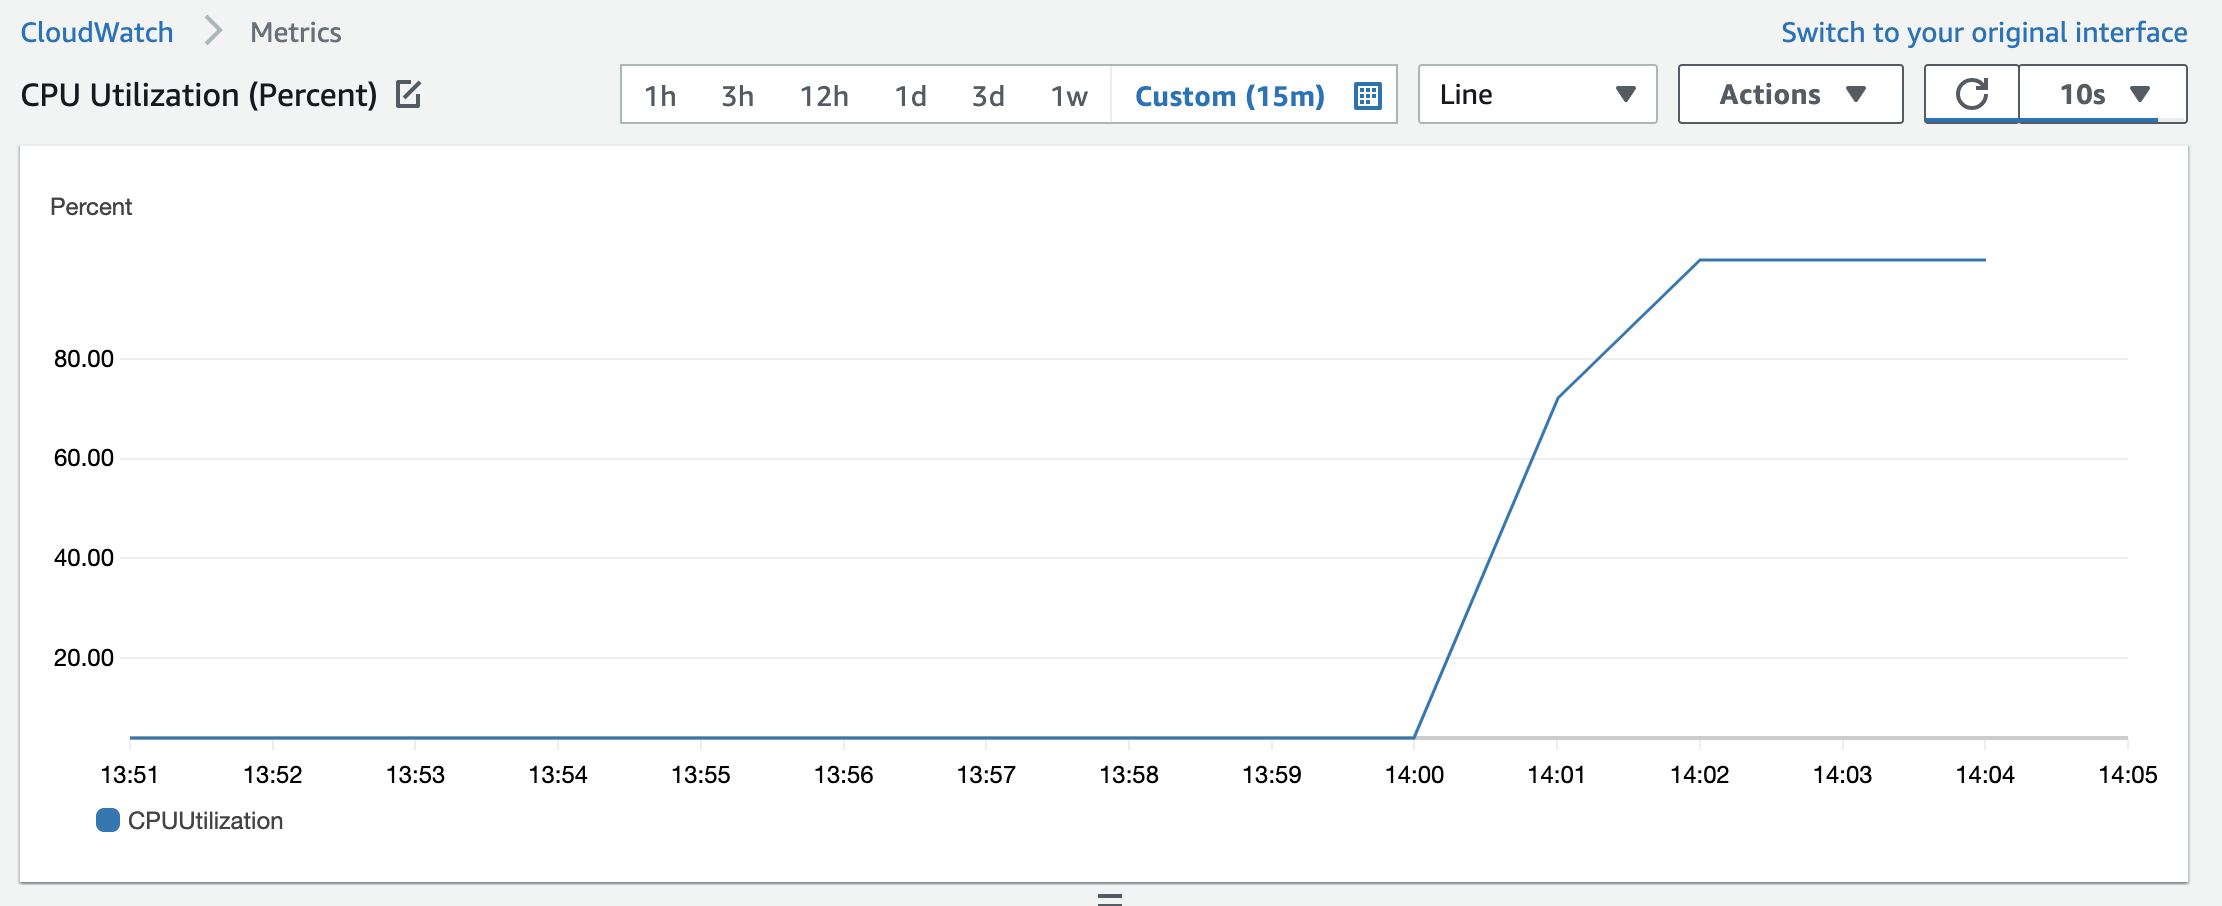 CloudWatch Metrics
Switch to your original interface
CPU Utilization (Percent)
1h 3h 12h 1d 3d 1w Custom (15m)
Line
Actions
10s
Percent
80.00
60.00
40.00
20.00
13:51 13:52 13:53 13:54 13:55 13:56 13:57 13:58 13:59 14:00 14:01 14:02 14:03 14:04 14:05
CPUUtilization